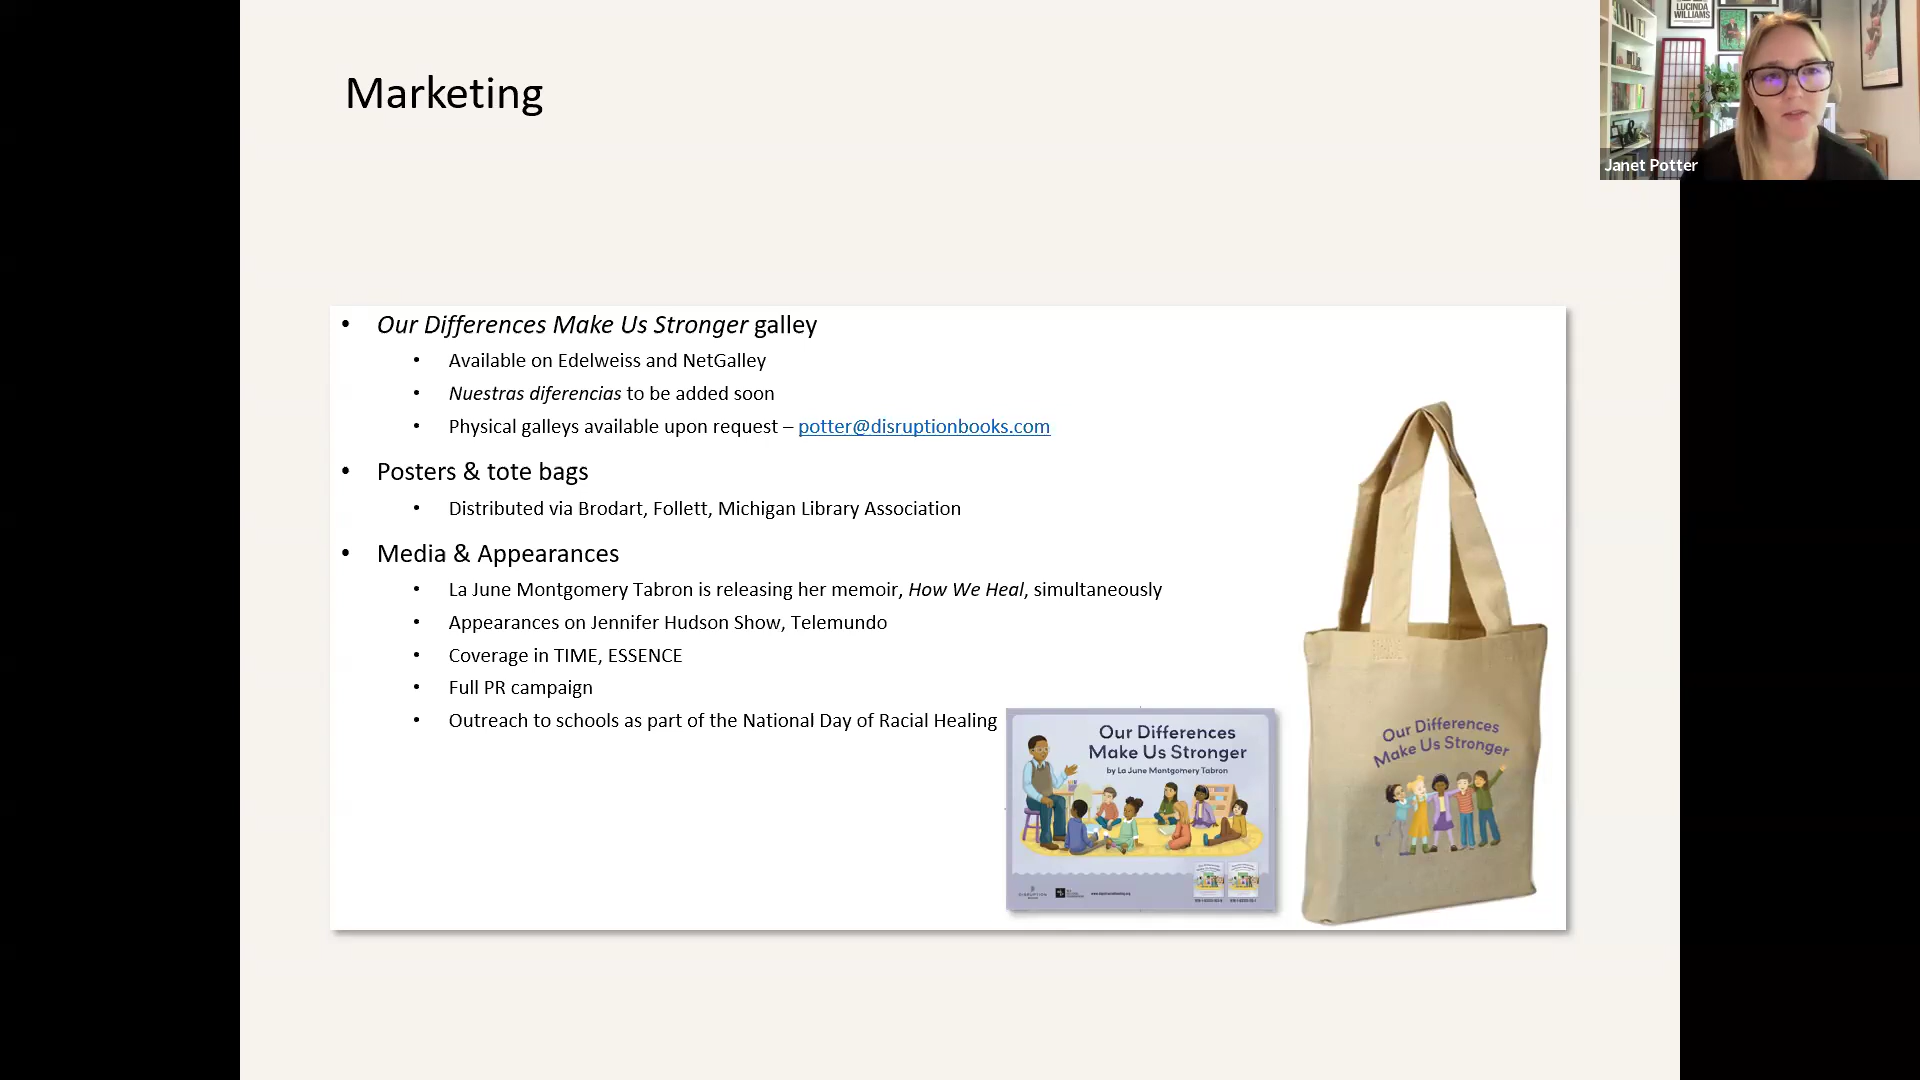 LUCINDA
WILLIAMS
Janet Potter
Marketing
• Our Differences Make Us Stronger galley
• Available on Edelweiss and NetGalley
• Nuestras diferencias to be added soon
• Physical galleys available upon request – potter@disruptionbooks.com
• Posters & tote bags
• Distributed via Brodart, Follett, Michigan Library Association
• Media & Appearances
• La June Montgomery Tabron is releasing her memoir, How We Heal, simultaneously
• Appearances on Jennifer Hudson Show, Telemundo
• Coverage in TIME, ESSENCE
• Full PR campaign
• Outreach to schools as part of the National Day of Racial Healing
Our Differences
Make Us Stronger
by La June Montgomery Tabron
Our Differences
Make Us Stronger